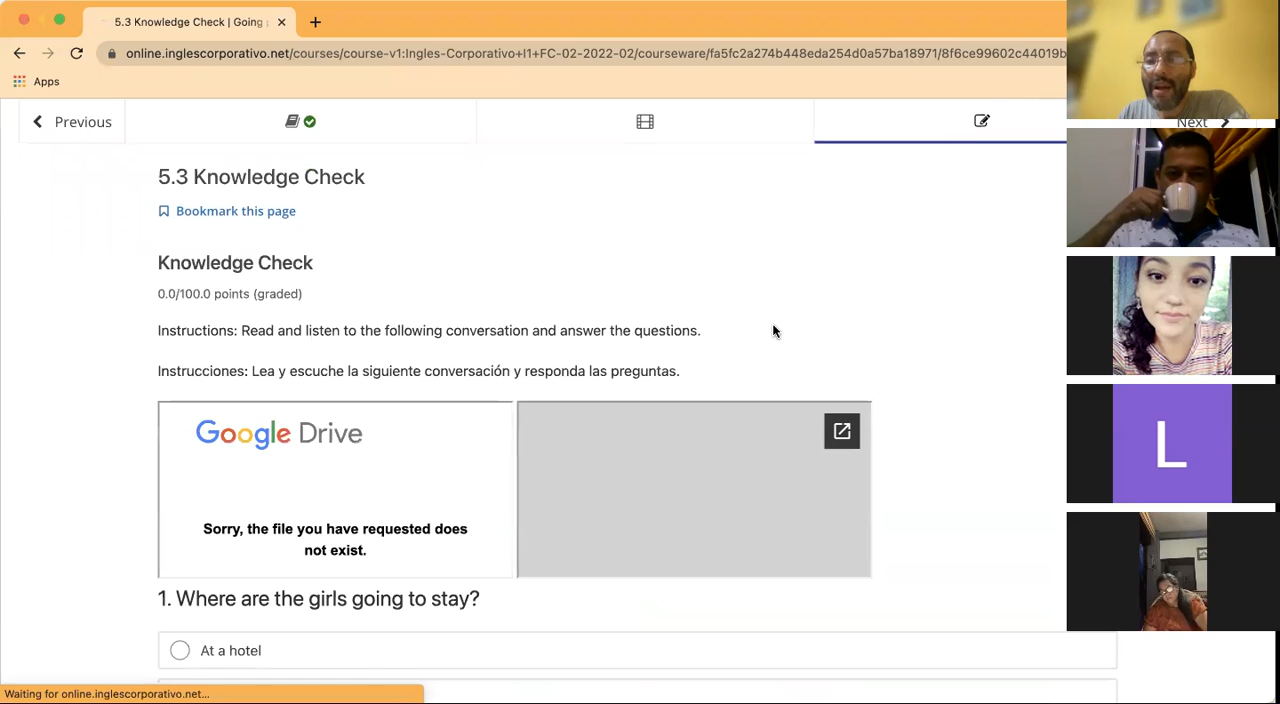 5.3 Knowledge Check | Going
online.inglescorporativo.net/courses/course-v1:Ingles-Corporativo+I1+FC-02-2022-02/courseware/fa5fc2a274b448eda254d0a57ba18971/8f6ce99602c44019b
Apps
Previous
Next
5.3 Knowledge Check
Bookmark this page
Knowledge Check
0.0/100.0 points (graded)
Instructions: Read and listen to the following conversation and answer the questions.
Instrucciones: Lea y escuche la siguiente conversación y responda las preguntas.
Google Drive
Sorry, the file you have requested does
not exist.
1. Where are the girls going to stay?
At a hotel
L
Waiting for online.inglescorporativo.net...